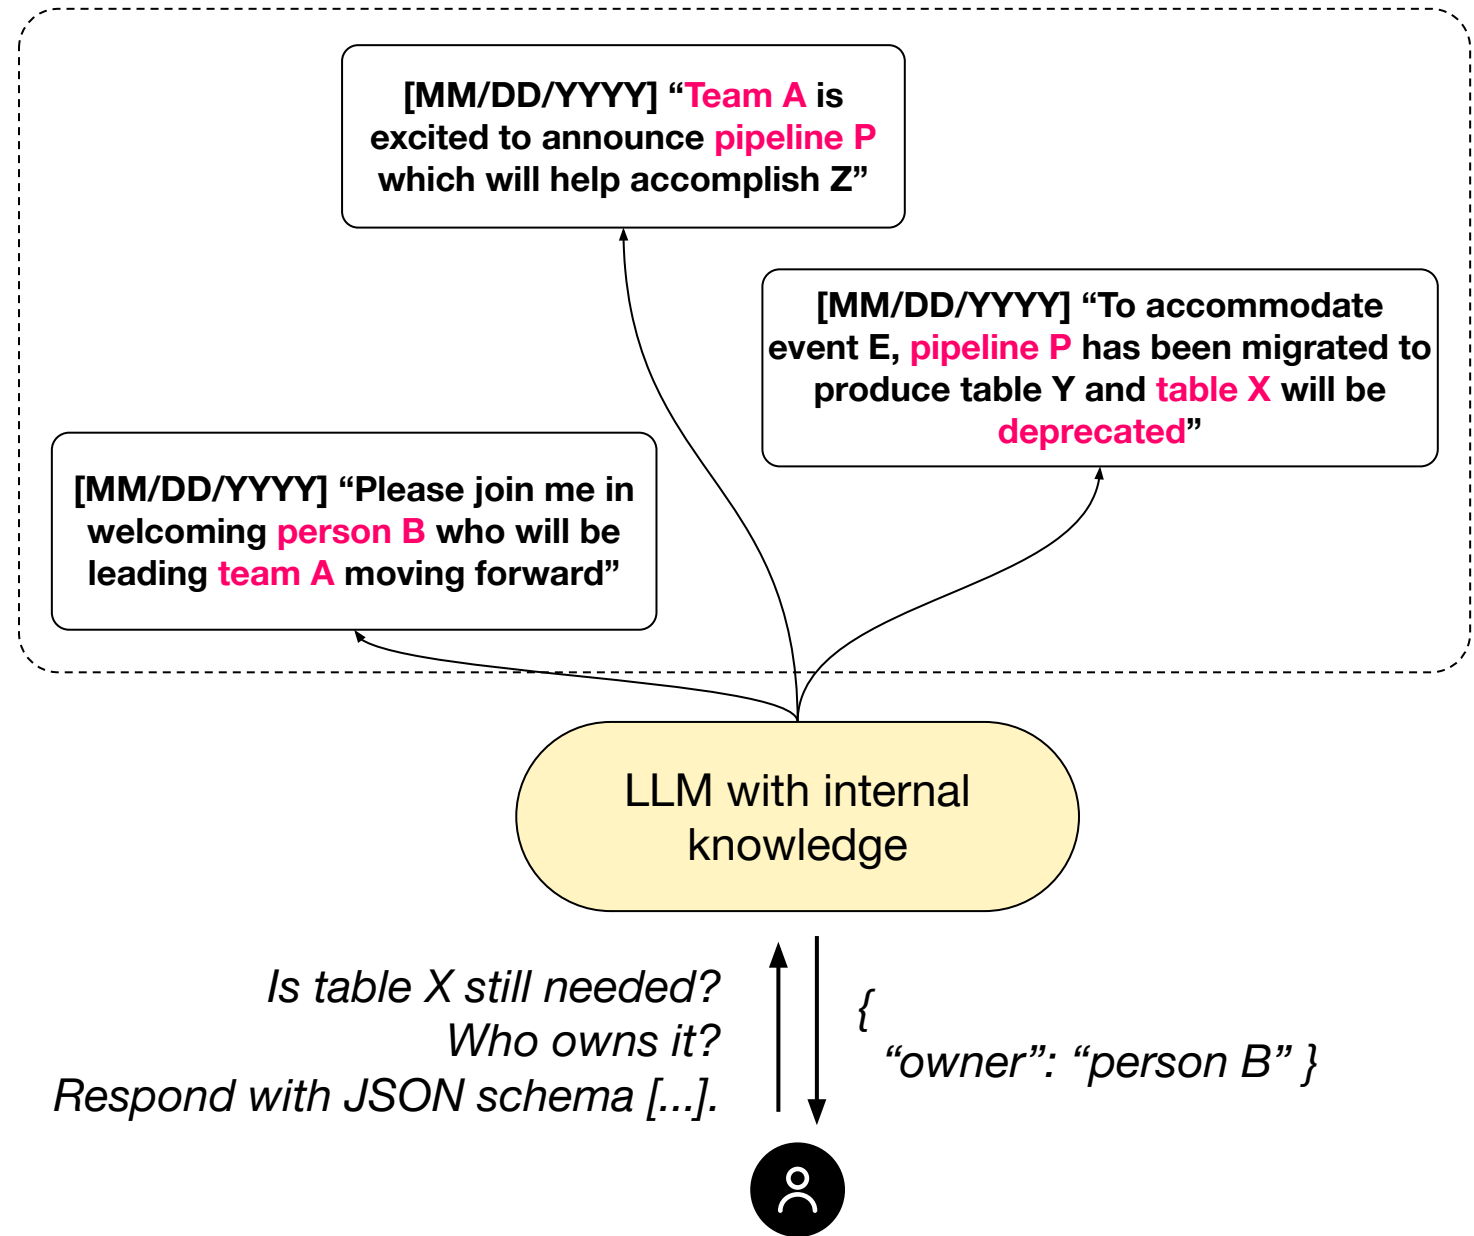 [MM/DD/YYYY] “Team A is
excited to announce pipeline P
which will help accomplish Z”
[MM/DD/YYYY] “To accommodate
event E, pipeline P has been migrated to
produce table Y and table X will be
deprecated”
[MM/DD/YYYY] “Please join me in
welcoming person B who will be
leading team A moving forward”
LLM with internal
knowledge
Is table X still needed?
Who owns it?
Respond with JSON schema [...].
{
“owner”: “person B” }